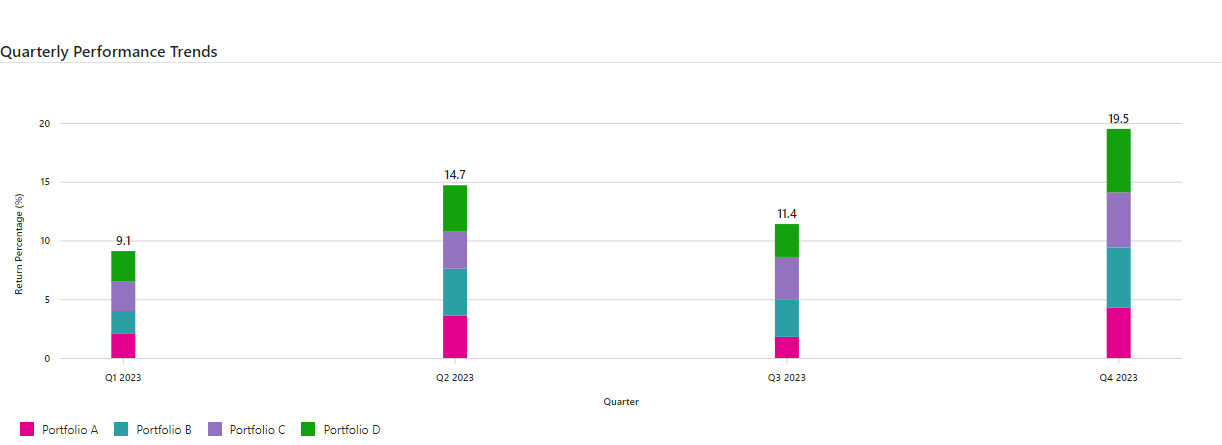 Quarterly Performance Trends
Return Percentage (%)
20
15
10
5
0
9.1
14.7
11.4
19.5
Q1 2023
Q2 2023
Q3 2023
Q4 2023
Quarter
Portfolio A
Portfolio B
Portfolio C
Portfolio D